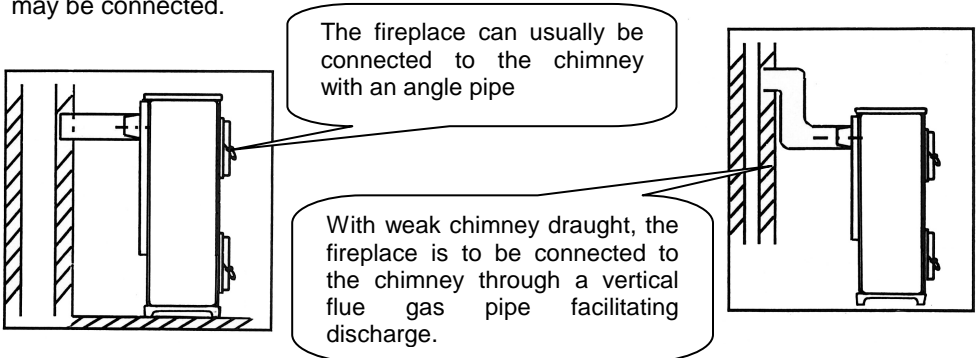 may be connected.
The fireplace can usually be
connected to the chimney
with an angle pipe
With weak chimney draught, the
fireplace is to be connected to
the chimney through a vertical
flue gas pipe facilitating
discharge.